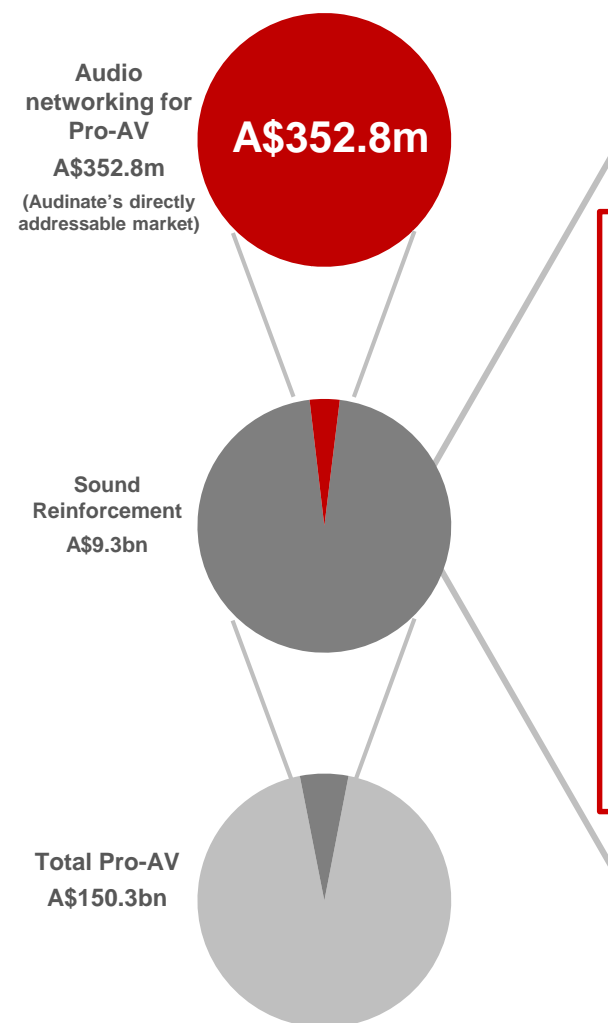 Audio
networking for
Pro-AV
A$352.8m
(Audinate's directly
addressable market)
A$352.8m
Sound
Reinforcement
A$9.3bn
Total Pro-AV
A$150.3bn